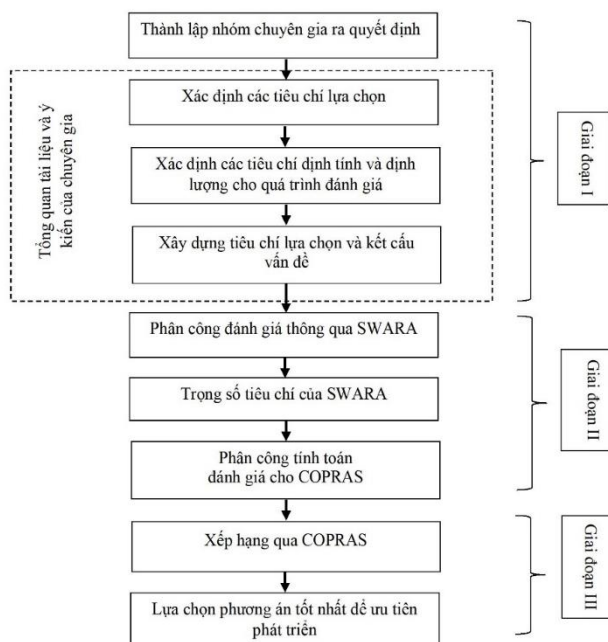 Thành lập nhóm chuyên gia ra quyết định
Tổng quan tài liệu và ý
kiến của chuyên gia
Xác định các tiêu chí lựa chọn
Xác định các tiêu chí định tính và định
lượng cho quá trình đánh giá
Xây dựng tiêu chí lựa chọn và kết cấu
vấn đề
Giai đoạn I
Phân công đánh giá thông qua SWARA
Trọng số tiêu chí của SWARA
Phân công tính toán
đánh giá cho COPRAS
Giai đoạn II
Xếp hạng qua COPRAS
Lựa chọn phương án tốt nhất để ưu tiên
phát triển
Giai đoạn III